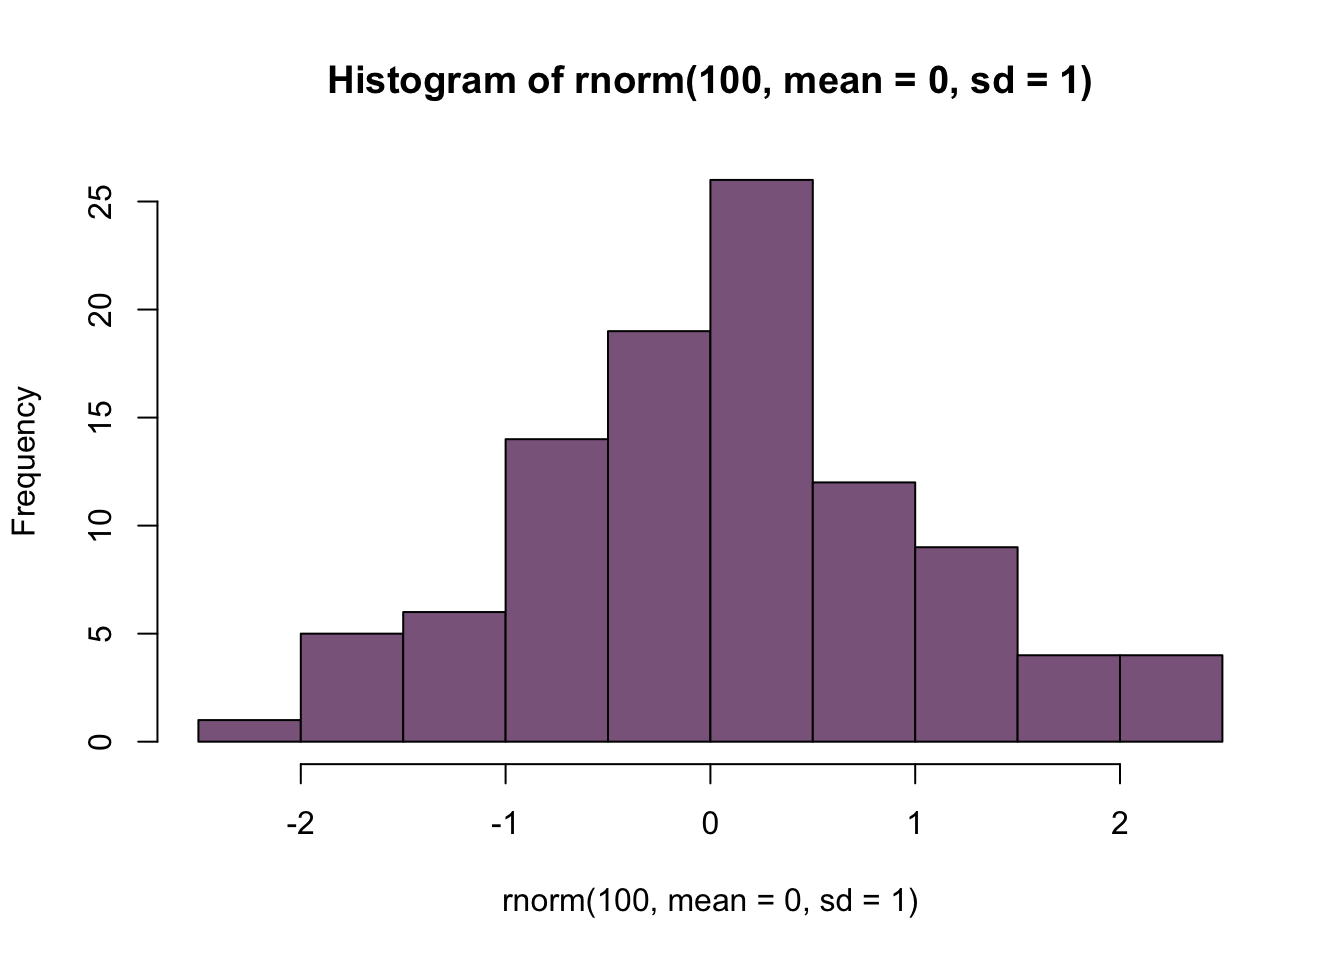 Histogram of rnorm(100, mean = 0, sd = 1)
25
20
15
10
5
0
Frequency
-2 -1 0 1 2
rnorm(100, mean = 0, sd = 1)